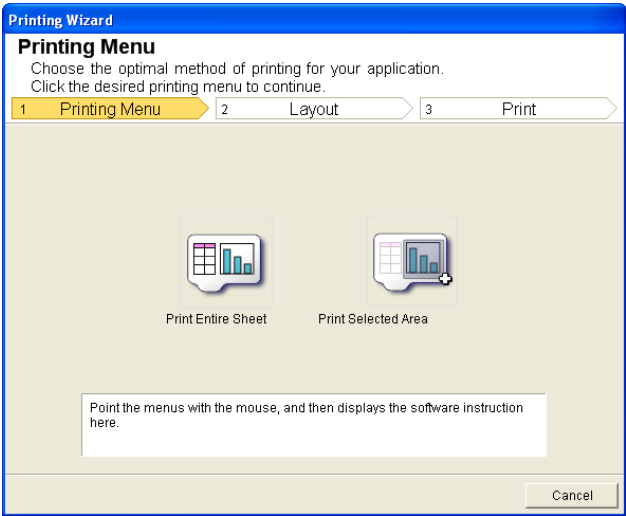 Printing Wizard
Printing Menu
Choose the optimal method of printing for your application.
Click the desired printing menu to continue.
1 Printing Menu 2 Layout 3 Print
Print Entire Sheet Print Selected Area
Point the menus with the mouse, and then displays the software instruction
here.
Cancel